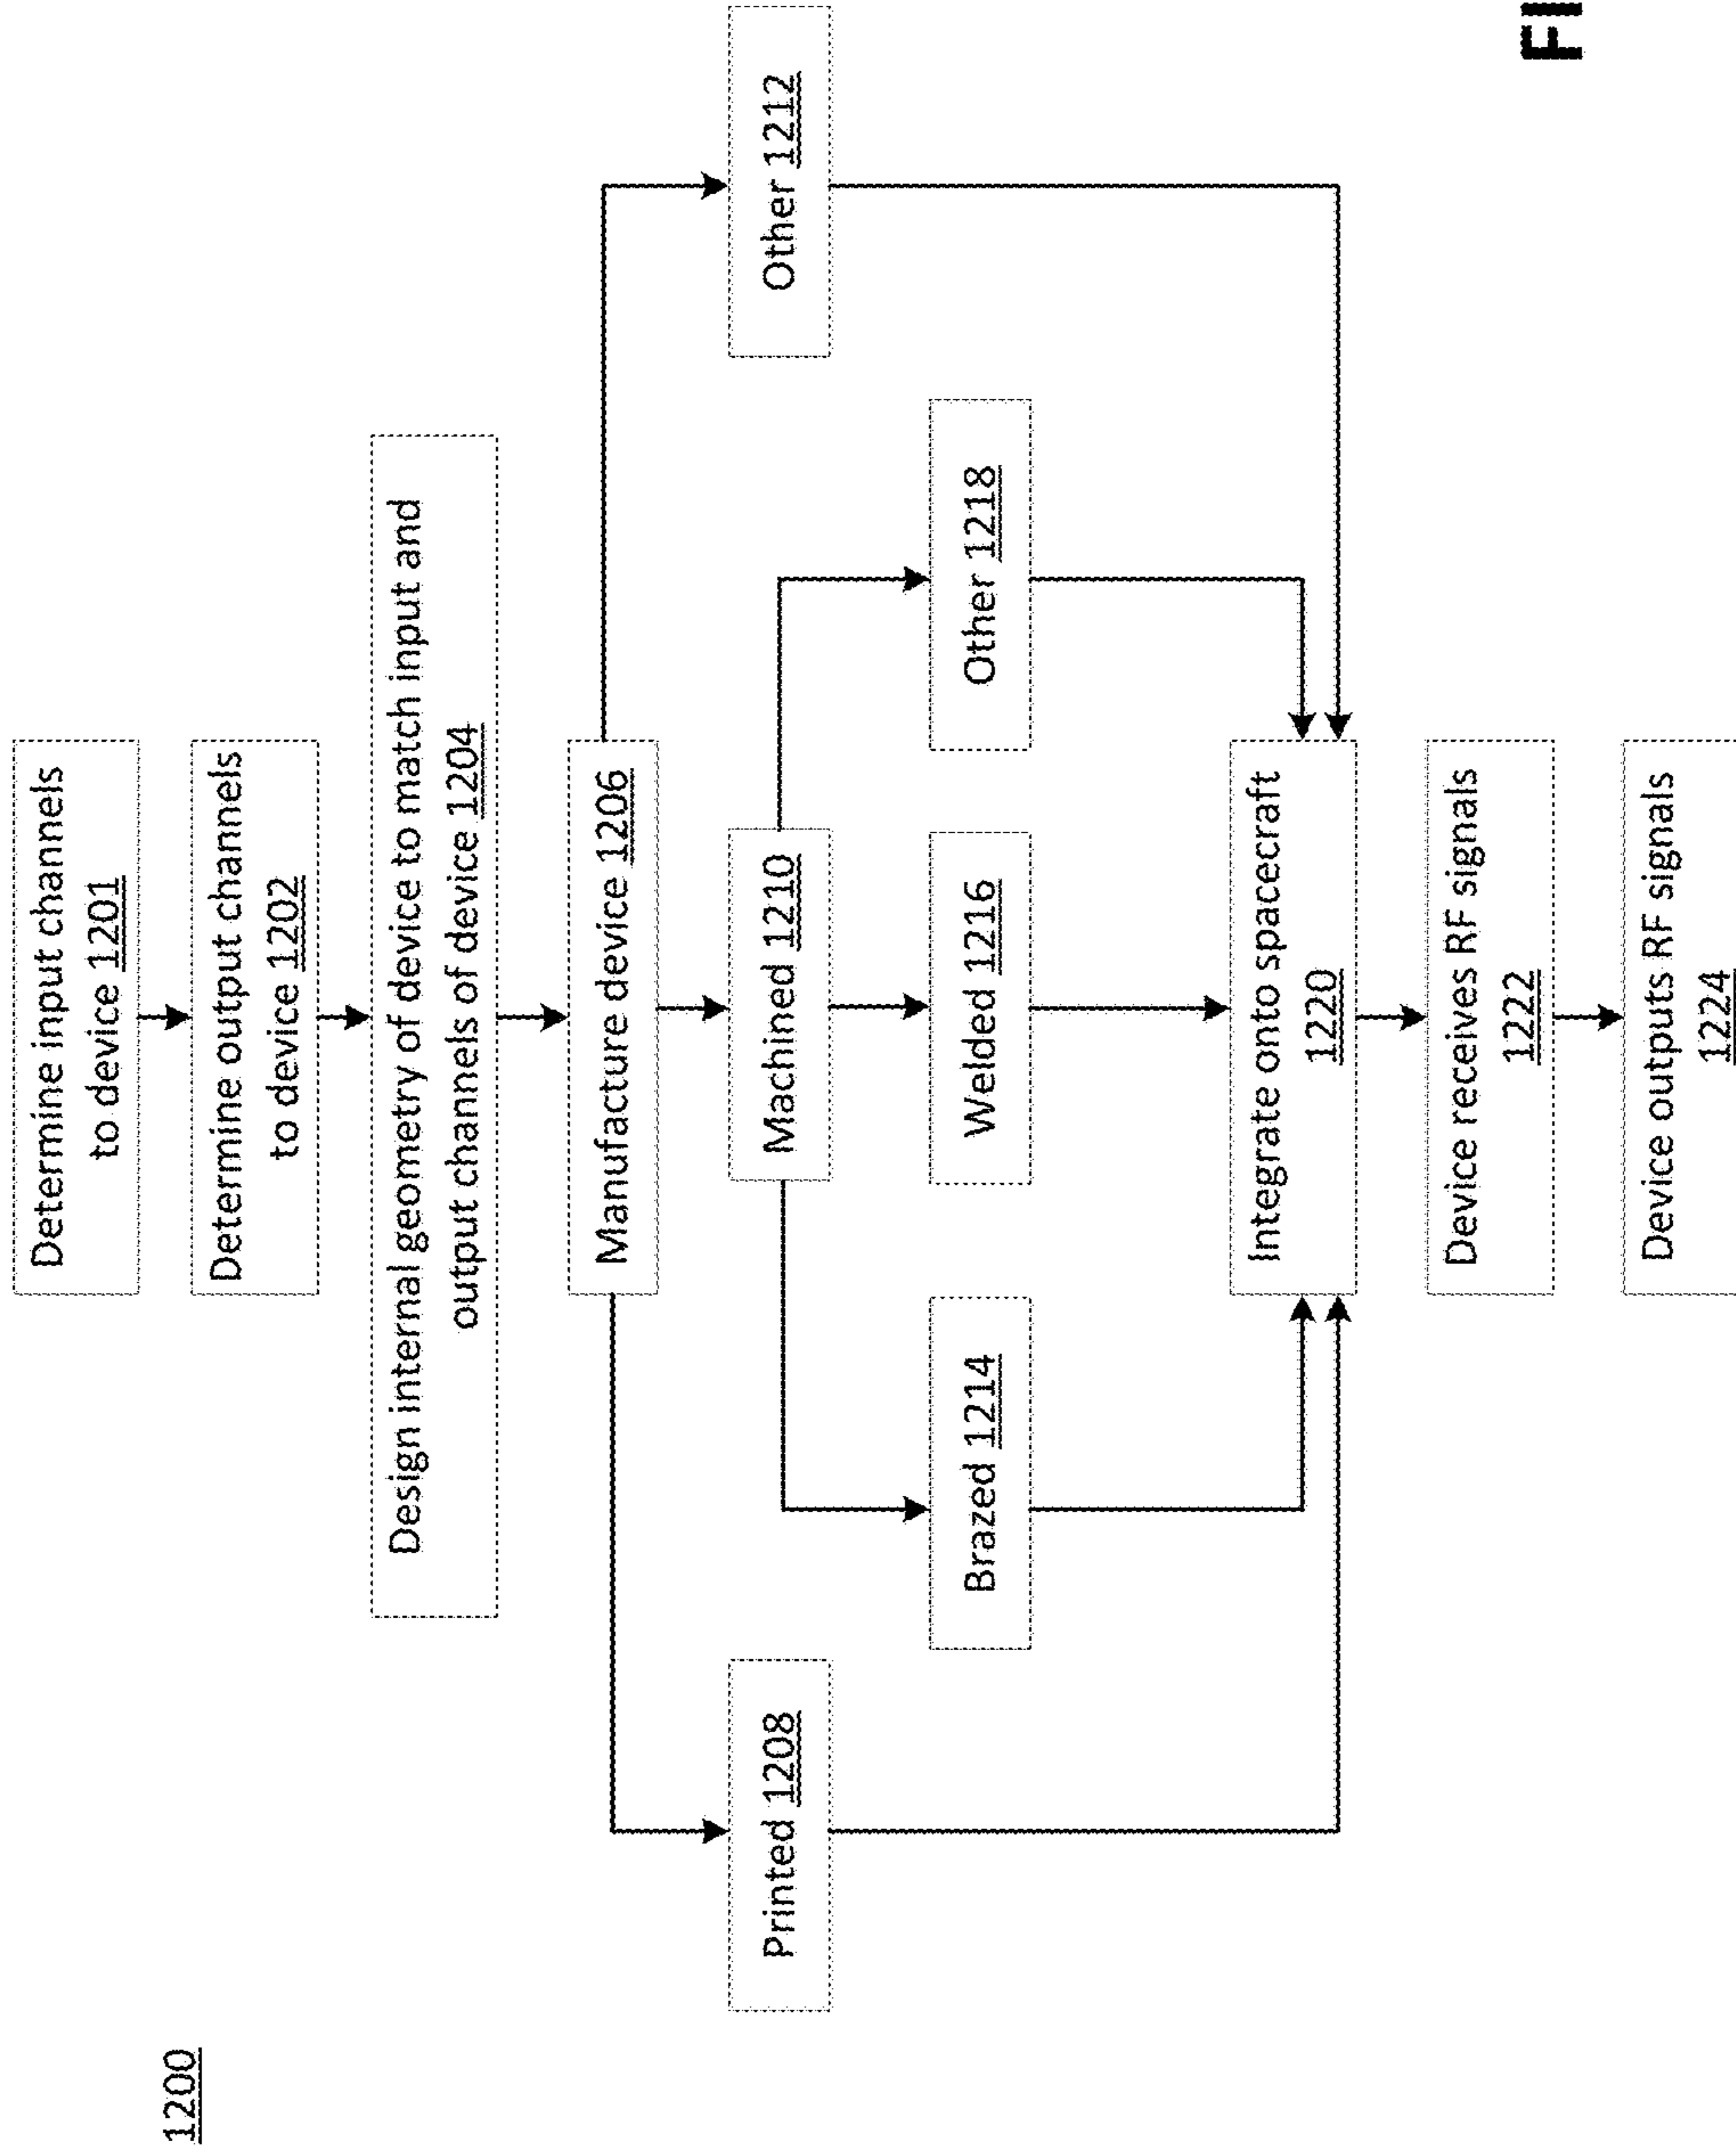 1200
Determine input channels
to device 1201
Determine output channels
to device 1202
Design internal geometry of device to match input and
output channels of device 1204
Manufacture device 1206
Printed 1208
Machined 1210
Other 1212
Brazed 1214
Welded 1216
Other 1218
Integrate onto spacecraft
1220
Device receives RF signals
1222
Device outputs RF signals
1224